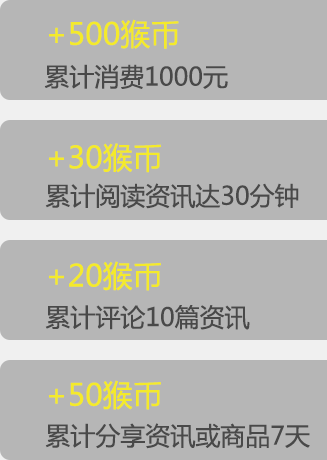 +500猴币
累计消费1000元
+30猴币
累计阅读资讯达30分钟
+20猴币
累计评论10篇资讯
+50猴币
累计分享资讯或商品7天